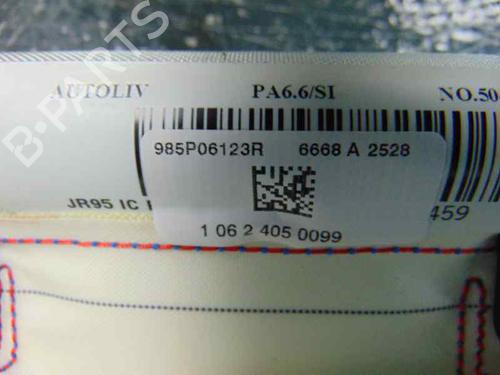 AUTOLIV PA6.6/SI NO.50
985P06123R 6668 A 2528
JR95 IC
459
1 06 2 405 0099
B-PARTS